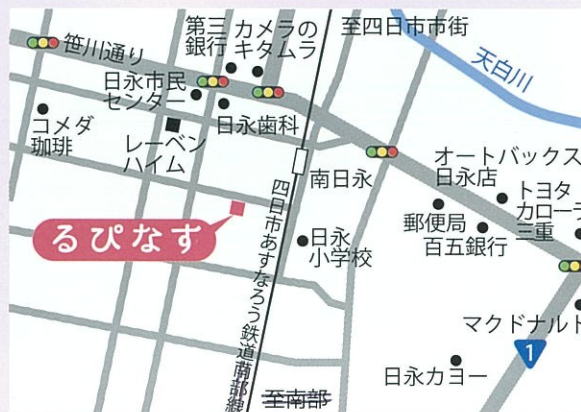 笹川通り
第三
銀行
カメラの
キタムラ
至四日市市街
天白川
日永市民
センター
コメダ
珈琲
レーベン
ハイム
日永歯科
南日永
オートバックス
日永店
トヨタ
カローラ
三重
郵便局
百五銀行
るぴなす
四日市あすなろう鉄道南部線
日永
小学校
マクドナルド
1
日永カヨー
至南部